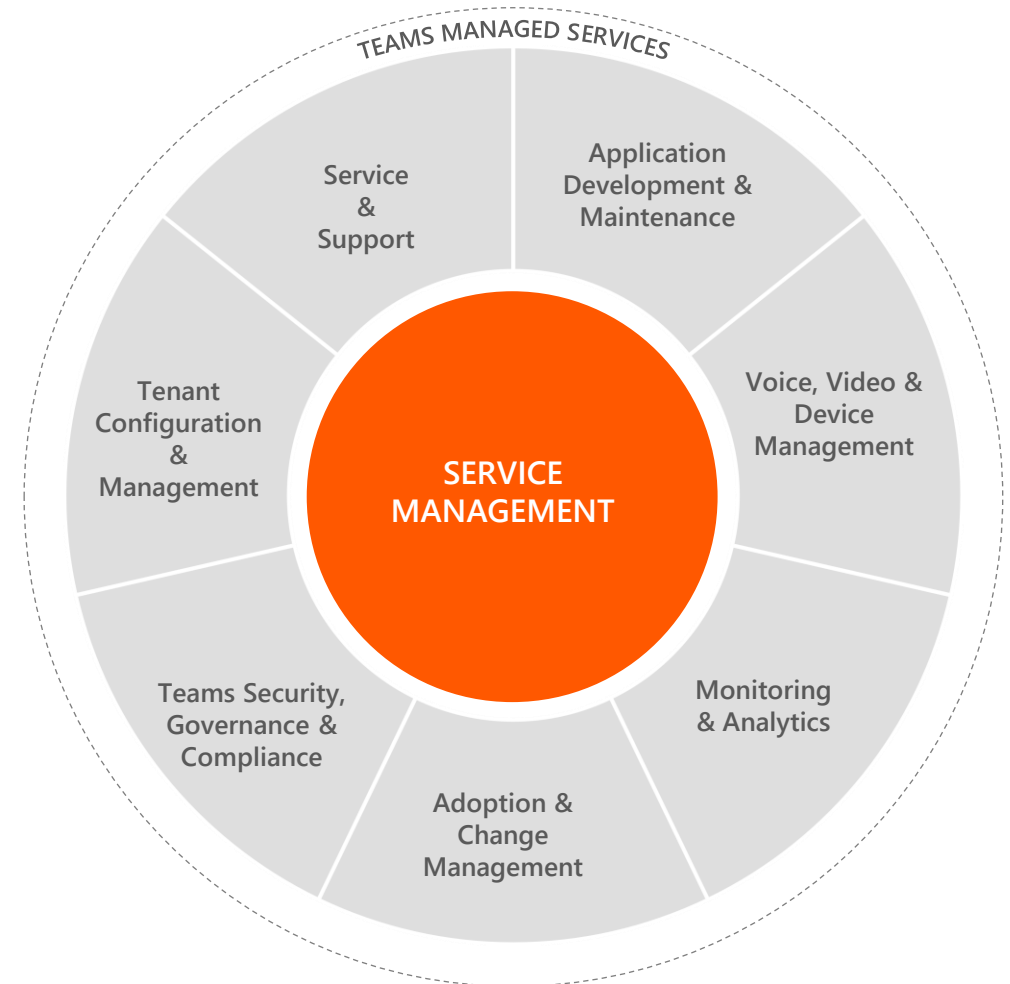 TEAMS MANAGED SERVICES
Service
&
Support
Application
Development &
Maintenance
Tenant
Configuration
&
Management
Voice, Video &
Device
Management
SERVICE
MANAGEMENT
Teams Security,
Governance &
Compliance
Monitoring
& Analytics
Adoption &
Change
Management